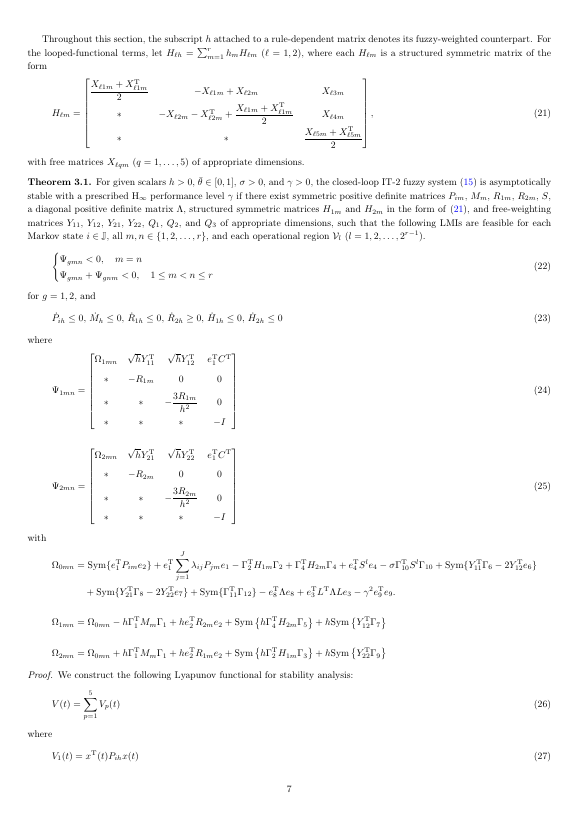 Throughout this section, the subscript h attached to a rule-dependent matrix denotes its fuzzy-weighted counterpart. For
the looped-functional terms, let H_{ℓh} = ∑_{m=1}^{r} h_m H_{ℓm} (ℓ = 1, 2), where each H_{ℓm} is a structured symmetric matrix of the
form
H_{ℓm} = [ (X_{ℓ1m} + X_{ℓ1m}^T)/2   −X_{ℓ1m} + X_{ℓ2m}   X_{ℓ3m}
∗   −X_{ℓ2m} − X_{ℓ2m}^T + (X_{ℓ1m} + X_{ℓ1m}^T)/2   X_{ℓ4m}
∗   ∗   (X_{ℓ5m} + X_{ℓ5m}^T)/2 ],   (21)
with free matrices X_{ℓqm} (q = 1, . . . , 5) of appropriate dimensions.
Theorem 3.1. For given scalars h > 0, θ̄ ∈ [0, 1], σ > 0, and γ > 0, the closed-loop IT-2 fuzzy system (15) is asymptotically
stable with a prescribed H∞ performance level γ if there exist symmetric positive definite matrices P_{im}, M_m, R_{1m}, R_{2m}, S,
a diagonal positive definite matrix Λ, structured symmetric matrices H_{1m} and H_{2m} in the form of (21), and free-weighting
matrices Y_{11}, Y_{12}, Y_{21}, Y_{22}, Q_1, Q_2, and Q_3 of appropriate dimensions, such that the following LMIs are feasible for each
Markov state i ∈ 𝕁, all m, n ∈ {1, 2, . . . , r}, and each operational region 𝒱_l (l = 1, 2, . . . , 2^{r−1}).
{ Ψ_{gmn} < 0,   m = n
Ψ_{gmn} + Ψ_{gnm} < 0,   1 ≤ m < n ≤ r   (22)
for g = 1, 2, and
Ṗ_{ih} ≤ 0, Ṁ_h ≤ 0, Ṙ_{1h} ≤ 0, Ṙ_{2h} ≥ 0, Ḣ_{1h} ≤ 0, Ḣ_{2h} ≤ 0   (23)
where
Ψ_{1mn} = [ Ω_{1mn}   √h Y_{11}^T   √h Y_{12}^T   e_1^T C^T
∗   −R_{1m}   0   0
∗   ∗   −3R_{1m}/h²   0
∗   ∗   ∗   −I ]   (24)
Ψ_{2mn} = [ Ω_{2mn}   √h Y_{21}^T   √h Y_{22}^T   e_1^T C^T
∗   −R_{2m}   0   0
∗   ∗   −3R_{2m}/h²   0
∗   ∗   ∗   −I ]   (25)
with
Ω_{0mn} = Sym{e_1^T P_{im} e_2} + e_1^T ∑_{j=1}^{J} λ_{ij} P_{jm} e_1 − Γ_2^T H_{1m} Γ_2 + Γ_4^T H_{2m} Γ_4 + e_4^T S^l e_4 − σΓ_{10}^T S^l Γ_{10} + Sym{Y_{11}^T Γ_6 − 2Y_{12}^T e_6}
+ Sym{Y_{21}^T Γ_8 − 2Y_{22}^T e_7} + Sym{Γ_{11}^T Γ_{12}} − e_8^T Λe_8 + e_3^T L^T ΛLe_3 − γ² e_9^T e_9.
Ω_{1mn} = Ω_{0mn} − hΓ_1^T M_m Γ_1 + he_2^T R_{2m} e_2 + Sym {hΓ_4^T H_{2m} Γ_5} + hSym {Y_{12}^T Γ_7}
Ω_{2mn} = Ω_{0mn} + hΓ_1^T M_m Γ_1 + he_2^T R_{1m} e_2 + Sym {hΓ_2^T H_{1m} Γ_3} + hSym {Y_{22}^T Γ_9}
Proof. We construct the following Lyapunov functional for stability analysis:
V(t) = ∑_{p=1}^{5} V_p(t)   (26)
where
V_1(t) = x^T(t)P_{ih}x(t)   (27)
7